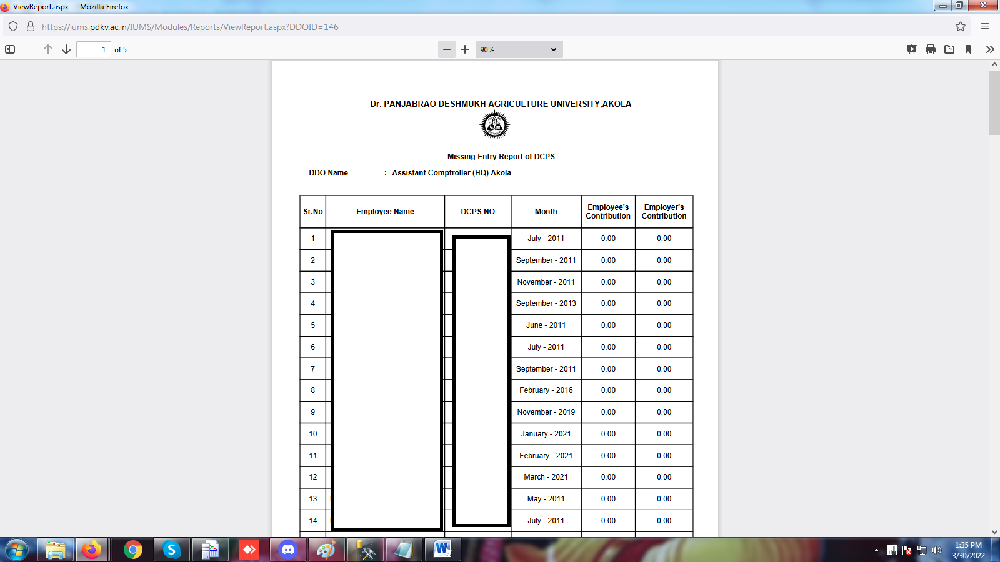 ViewReport.aspx — Mozilla Firefox
https://iums.pdkv.ac.in/IUMS/Modules/Reports/ViewReport.aspx?DDOID=146
1 of 5 90%
Dr. PANJABRAO DESHMUKH AGRICULTURE UNIVERSITY,AKOLA
Missing Entry Report of DCPS
DDO Name : Assistant Comptroller (HQ) Akola
Sr.No Employee Name DCPS NO Month Employee's Contribution Employer's Contribution
1 July - 2011 0.00 0.00
2 September - 2011 0.00 0.00
3 November - 2011 0.00 0.00
4 September - 2013 0.00 0.00
5 June - 2011 0.00 0.00
6 July - 2011 0.00 0.00
7 September - 2011 0.00 0.00
8 February - 2016 0.00 0.00
9 November - 2019 0.00 0.00
10 January - 2021 0.00 0.00
11 February - 2021 0.00 0.00
12 March - 2021 0.00 0.00
13 May - 2011 0.00 0.00
14 July - 2011 0.00 0.00
1:35 PM
3/30/2022